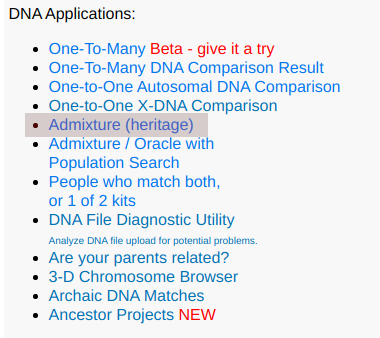 DNA Applications:
One-To-Many Beta - give it a try
One-To-Many DNA Comparison Result
One-to-One Autosomal DNA Comparison
One-to-One X-DNA Comparison
Admixture (heritage)
Admixture / Oracle with
Population Search
People who match both,
or 1 of 2 kits
DNA File Diagnostic Utility
Analyze DNA file upload for potential problems.
Are your parents related?
3-D Chromosome Browser
Archaic DNA Matches
Ancestor Projects NEW